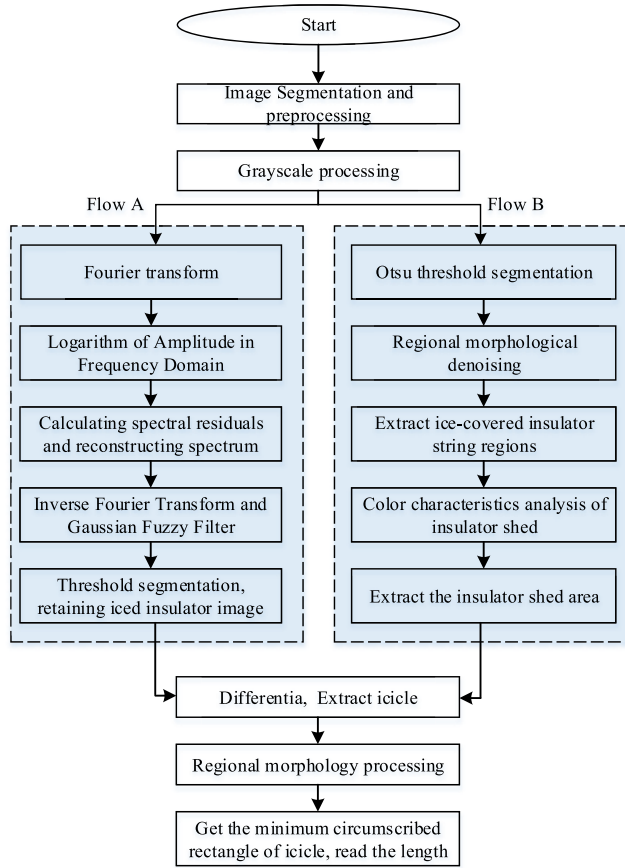 Start
Image Segmentation and
preprocessing
Grayscale processing
Flow A
Flow B
Fourier transform
Logarithm of Amplitude in
Frequency Domain
Calculating spectral residuals
and reconstructing spectrum
Inverse Fourier Transform and
Gaussian Fuzzy Filter
Threshold segmentation,
retaining iced insulator image
Otsu threshold segmentation
Regional morphological
denoising
Extract ice-covered insulator
string regions
Color characteristics analysis of
insulator shed
Extract the insulator shed area
Differentia, Extract icicle
Regional morphology processing
Get the minimum circumscribed
rectangle of icicle, read the length